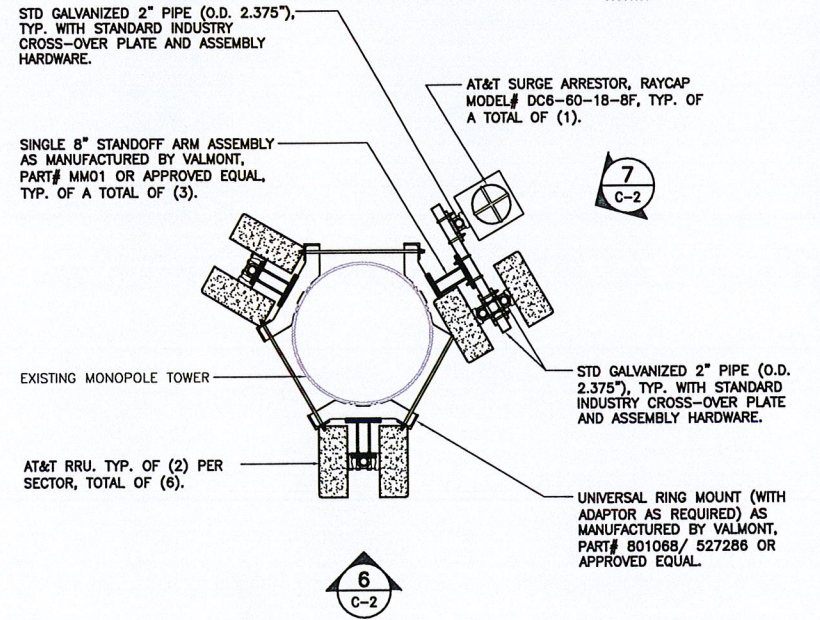 STD GALVANIZED 2" PIPE (O.D. 2.375"),
TYP. WITH STANDARD INDUSTRY
CROSS-OVER PLATE AND ASSEMBLY
HARDWARE.
AT&T SURGE ARRESTOR, RAYCAP
MODEL# DC6-60-18-8F, TYP. OF
A TOTAL OF (1).
SINGLE 8" STANDOFF ARM ASSEMBLY
AS MANUFACTURED BY VALMONT,
PART# MM01 OR APPROVED EQUAL,
TYP. OF A TOTAL OF (3).
7
C-2
EXISTING MONOPOLE TOWER
STD GALVANIZED 2" PIPE (O.D.
2.375"), TYP. WITH STANDARD
INDUSTRY CROSS-OVER PLATE
AND ASSEMBLY HARDWARE.
AT&T RRU. TYP. OF (2) PER
SECTOR, TOTAL OF (6).
UNIVERSAL RING MOUNT (WITH
ADAPTOR AS REQUIRED) AS
MANUFACTURED BY VALMONT,
PART# 801068/ 527286 OR
APPROVED EQUAL.
6
C-2